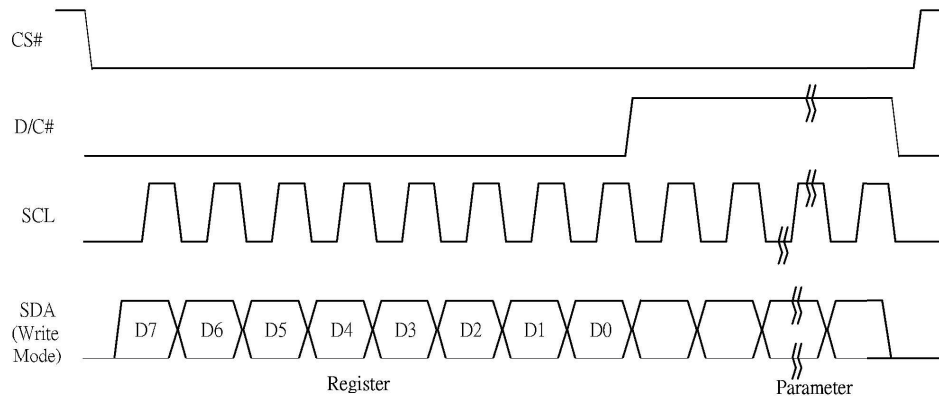 CS#
D/C#
SCL
SDA
(Write
Mode)
D7 D6 D5 D4 D3 D2 D1 D0
Register
Parameter